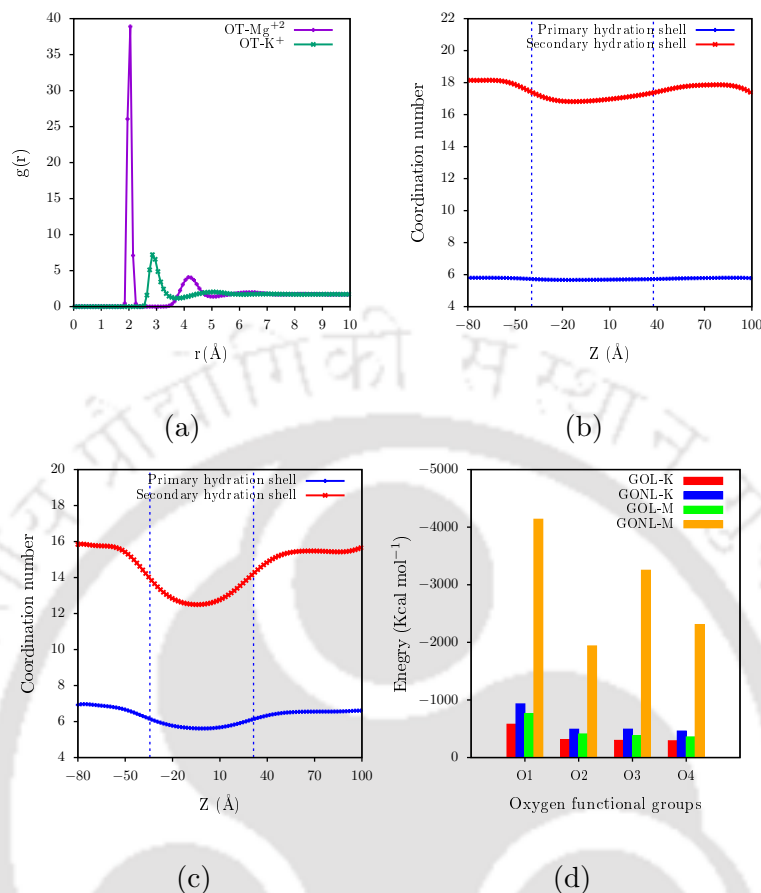 40
35
30
25
20
15
10
5
0
0 1 2 3 4 5 6 7 8 9 10
g(r)
r(Å)
OT-Mg⁺²
OT-K⁺
(a)
22
20
18
16
14
12
10
8
6
4
−80 −50 −20 10 40 70 100
Coordination number
Z (Å)
Primary hydration shell
Secondary hydration shell
(b)
20
18
16
14
12
10
8
6
4
−80 −50 −20 10 40 70 100
Coordination number
Z (Å)
Primary hydration shell
Secondary hydration shell
(c)
−5000
−4000
−3000
−2000
−1000
0
O1 O2 O3 O4
Enegry (Kcal mol⁻¹)
Oxygen functional groups
GOL-K
GONL-K
GOL-M
GONL-M
(d)